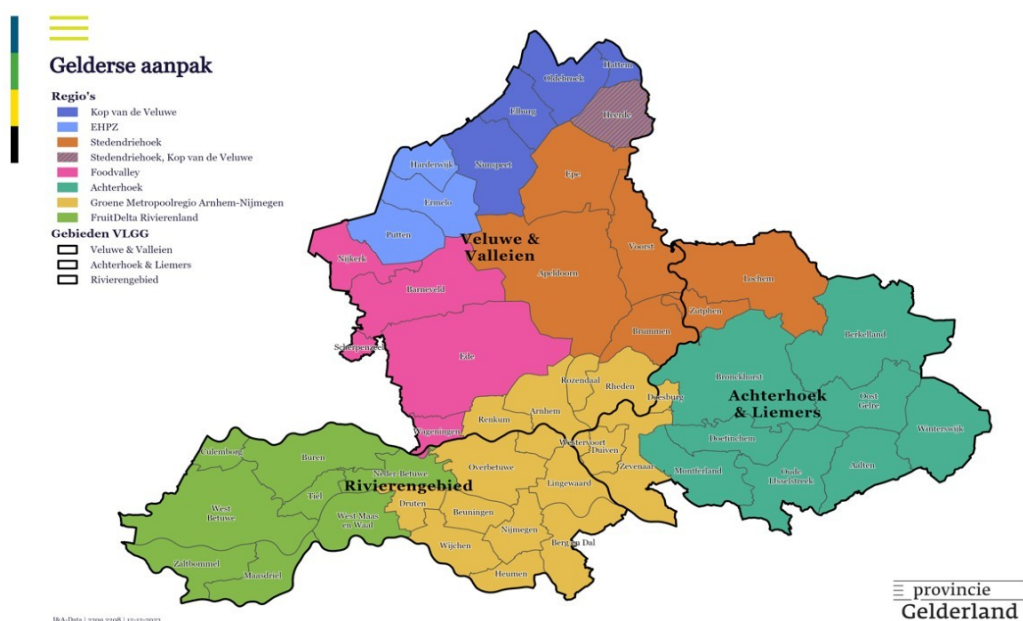 Gelderse aanpak
Regio's
Kop van de Veluwe
EHPZ
Stedendriehoek
Stedendriehoek, Kop van de Veluwe
Foodvalley
Achterhoek
Groene Metropoolregio Arnhem-Nijmegen
FruitDelta Rivierenland
Gebieden VLGG
Veluwe & Valleien
Achterhoek & Liemers
Rivierengebied
Hattem
Oldebroek
Elburg
Heerde
Harderwijk
Nunspeet
Epe
Ermelo
Putten
Veluwe &
Valleien
Voorst
Nijkerk
Apeldoorn
Lochem
Barneveld
Zutphen
Brummen
Berkelland
Scherpenzeel
Ede
Bronckhorst
Rozendaal
Rheden
Doesburg
Achterhoek
& Liemers
Oost
Gelre
Arnhem
Renkum
Wageningen
Winterswijk
Doetinchem
Westervoort
Duiven
Culemborg
Buren
Zevenaar
Montferland
Oude
IJsselstreek
Aalten
Overbetuwe
Neder-Betuwe
Rivierengebied
Lingewaard
Tiel
Druten
West
Betuwe
West Maas
en Waal
Beuningen
Nijmegen
Wijchen
Berg en Dal
Zaltbommel
Maasdriel
Heumen
provincie
Gelderland